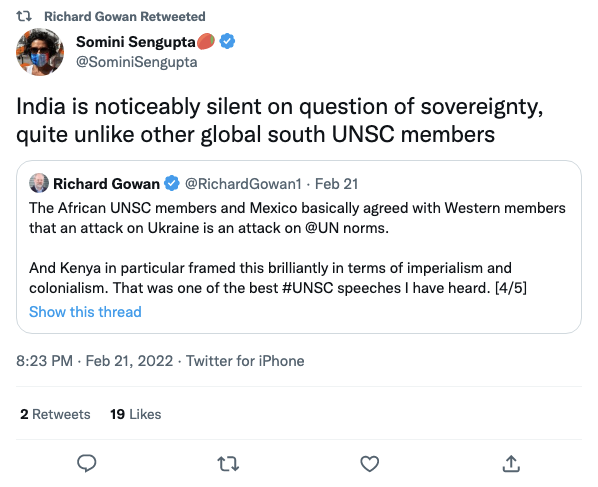 Richard Gowan Retweeted
Somini Sengupta
@SominiSengupta
India is noticeably silent on question of sovereignty,
quite unlike other global south UNSC members
Richard Gowan @RichardGowan1 · Feb 21
The African UNSC members and Mexico basically agreed with Western members
that an attack on Ukraine is an attack on @UN norms.
And Kenya in particular framed this brilliantly in terms of imperialism and
colonialism. That was one of the best #UNSC speeches I have heard. [4/5]
Show this thread
8:23 PM · Feb 21, 2022 · Twitter for iPhone
2 Retweets 19 Likes